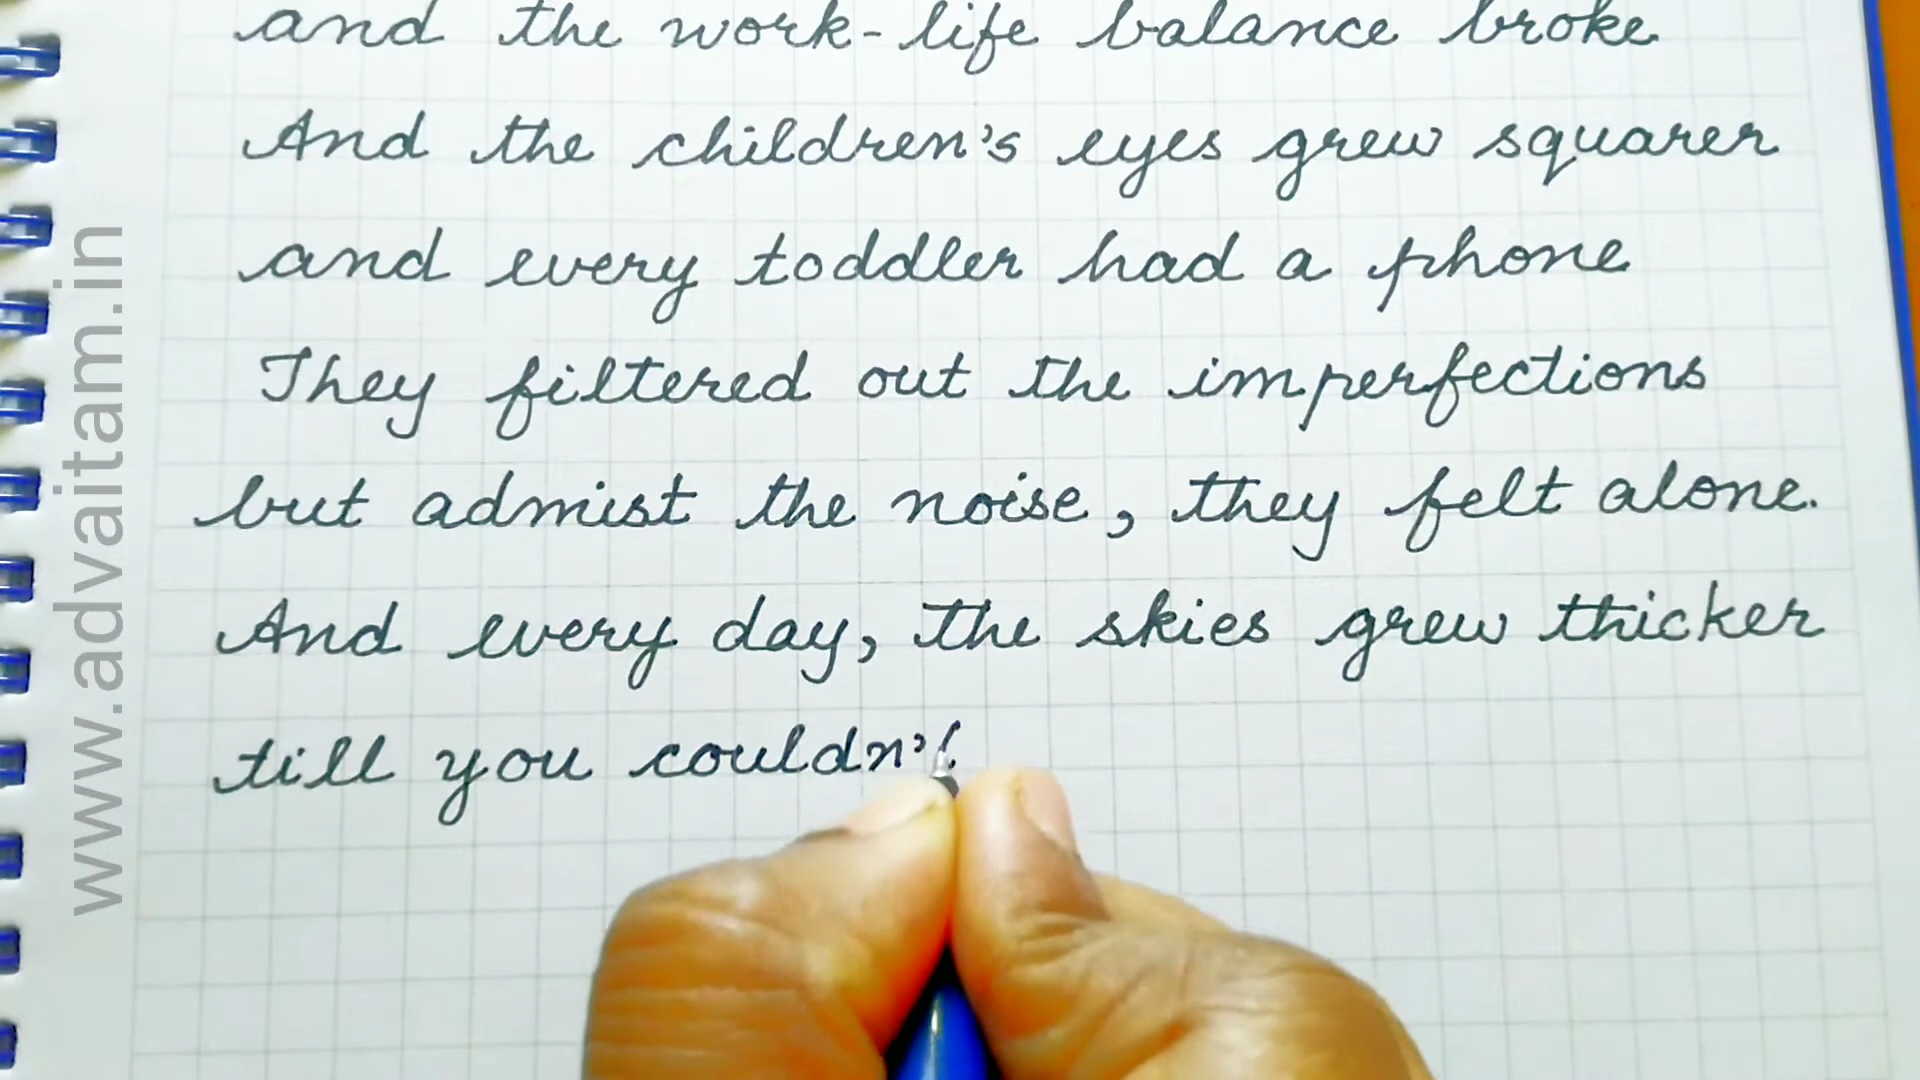 and the work-life balance broke
And the children's eyes grew squarer
and every toddler had a phone
They filtered out the imperfections
but admist the noise, they felt alone.
And every day, the skies grew thicker
till you couldn't
www.advaitam.in